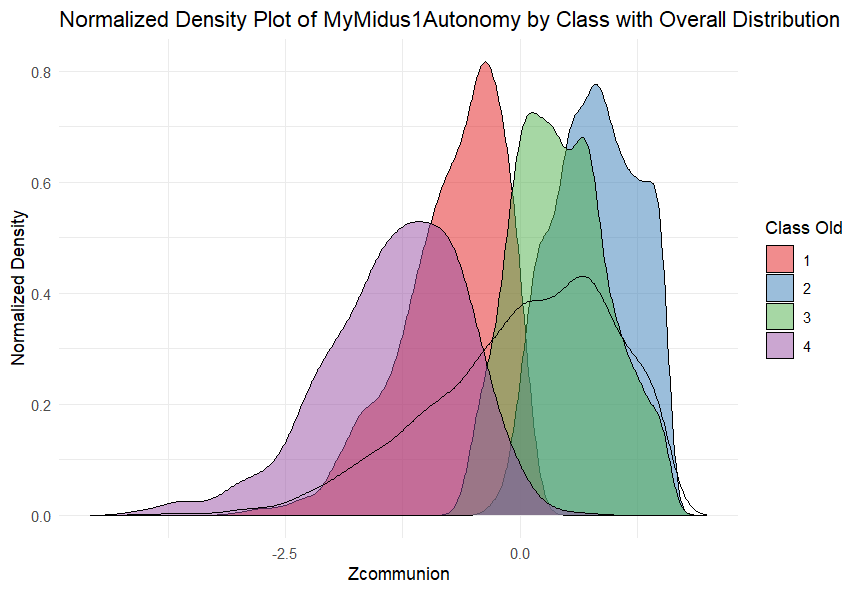 Normalized Density Plot of MyMidus1Autonomy by Class with Overall Distribution
0.8
0.6
0.4
0.2
0.0
Normalized Density
-2.5
0.0
Zcommunion
Class Old
1
2
3
4